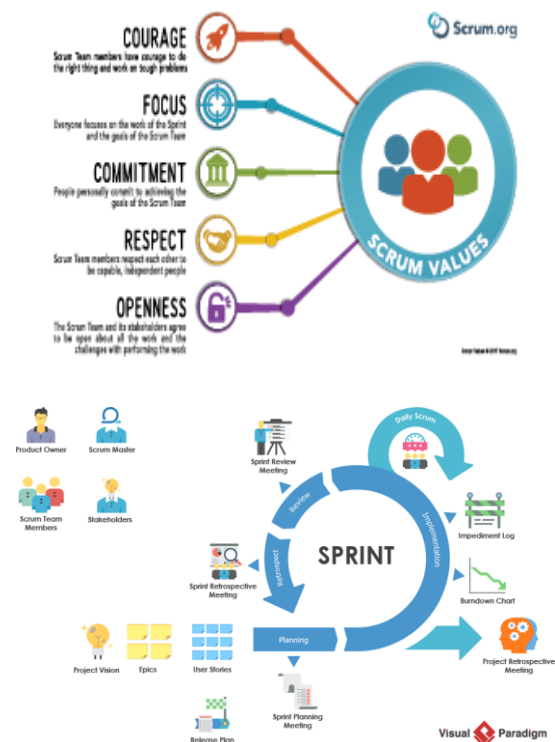 Scrum.org
COURAGE
Scrum Team members have courage to do
the right thing and work on tough problems
FOCUS
Everyone focuses on the work of the Sprint
and the goals of the Scrum Team
COMMITMENT
People personally commit to achieving the
goals of the Scrum Team
RESPECT
Scrum Team members respect each other to
be capable, independent people
OPENNESS
The Scrum Team and its stakeholders agree
to be open about all the work and the
challenges with performing the work
SCRUM VALUES
Product Owner
Scrum Master
Scrum Team
Members
Stakeholders
Sprint Review
Meeting
Daily Scrum
Review
Implementation
Impediment Log
SPRINT
Retrospect
Sprint Retrospective
Meeting
Burndown Chart
Planning
Project Vision
Epics
User Stories
Project Retrospective
Meeting
Sprint Planning
Meeting
Release Plan
Visual Paradigm